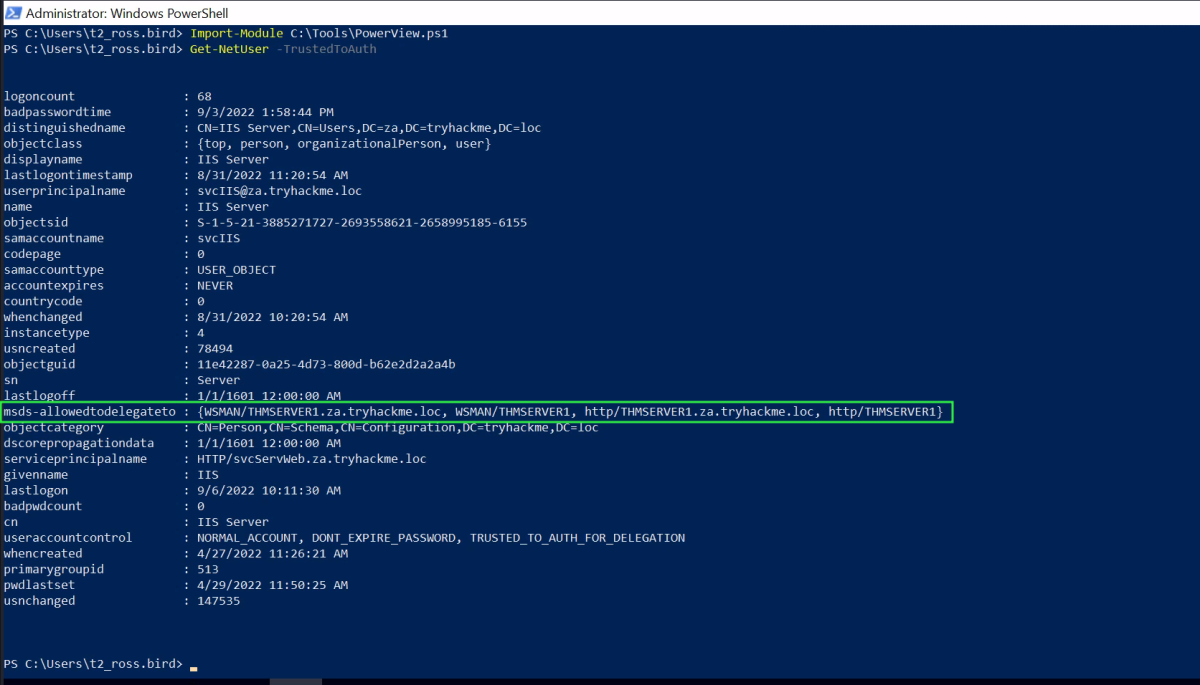 Administrator: Windows PowerShell
PS C:\Users\t2_ross.bird> Import-Module C:\Tools\PowerView.ps1
PS C:\Users\t2_ross.bird> Get-NetUser -TrustedToAuth
logoncount : 68
badpasswordtime : 9/3/2022 1:58:44 PM
distinguishedname : CN=IIS Server,CN=Users,DC=za,DC=tryhackme,DC=loc
objectclass : {top, person, organizationalPerson, user}
displayname : IIS Server
lastlogontimestamp : 8/31/2022 11:20:54 AM
userprincipalname : svcIIS@za.tryhackme.loc
name : IIS Server
objectsid : S-1-5-21-3885271727-2693558621-2658995185-6155
samaccountname : svcIIS
codepage : 0
samaccounttype : USER_OBJECT
accountexpires : NEVER
countrycode : 0
whenchanged : 8/31/2022 10:20:54 AM
instancetype : 4
usncreated : 78494
objectguid : 11e42287-0a25-4d73-800d-b62e2d2a2a4b
sn : Server
lastlogoff : 1/1/1601 12:00:00 AM
msds-allowedtodelegateto : {WSMAN/THMSERVER1.za.tryhackme.loc, WSMAN/THMSERVER1, http/THMSERVER1.za.tryhackme.loc, http/THMSERVER1}
objectcategory : CN=Person,CN=Schema,CN=Configuration,DC=tryhackme,DC=loc
dscorepropagationdata : 1/1/1601 12:00:00 AM
serviceprincipalname : HTTP/svcServWeb.za.tryhackme.loc
givenname : IIS
lastlogon : 9/6/2022 10:11:30 AM
badpwdcount : 0
cn : IIS Server
useraccountcontrol : NORMAL_ACCOUNT, DONT_EXPIRE_PASSWORD, TRUSTED_TO_AUTH_FOR_DELEGATION
whencreated : 4/27/2022 11:26:21 AM
primarygroupid : 513
pwdlastset : 4/29/2022 11:50:25 AM
usnchanged : 147535
PS C:\Users\t2_ross.bird>